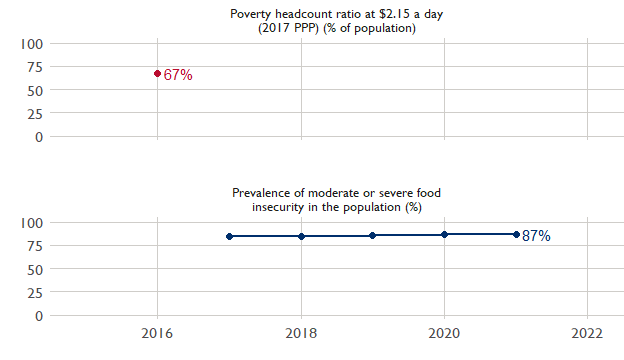 Poverty headcount ratio at $2.15 a day
(2017 PPP) (% of population)
100
75
67%
50
25
0
Prevalence of moderate or severe food
insecurity in the population (%)
100
75
87%
50
25
0
2016 2018 2020 2022